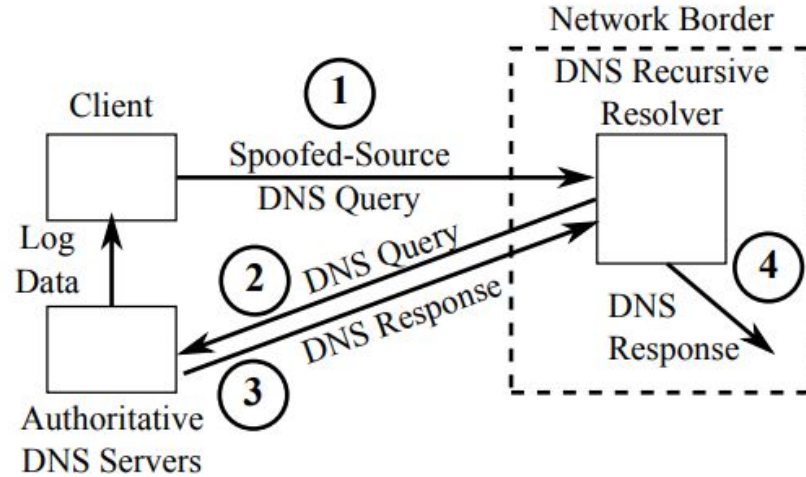 Network Border
DNS Recursive
Resolver
Client
1
Spoofed-Source
DNS Query
Log
Data
2
DNS Query
DNS Response
3
4
DNS
Response
Authoritative
DNS Servers